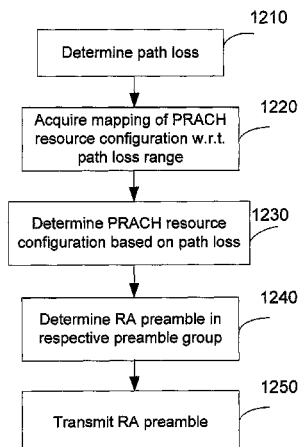 1210
Determine path loss
1220
Acquire mapping of PRACH
resource configuration w.r.t.
path loss range
1230
Determine PRACH resource
configuration based on path loss
1240
Determine RA preamble in
respective preamble group
1250
Transmit RA preamble